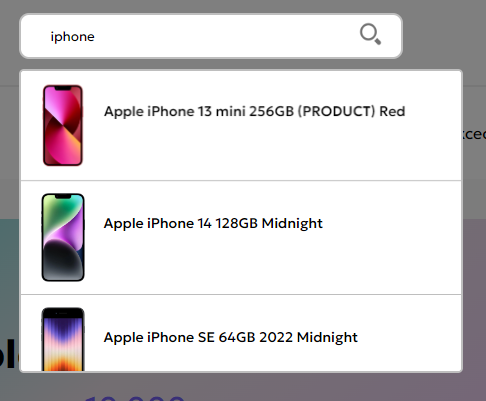 iphone
Apple iPhone 13 mini 256GB (PRODUCT) Red
Apple iPhone 14 128GB Midnight
Apple iPhone SE 64GB 2022 Midnight